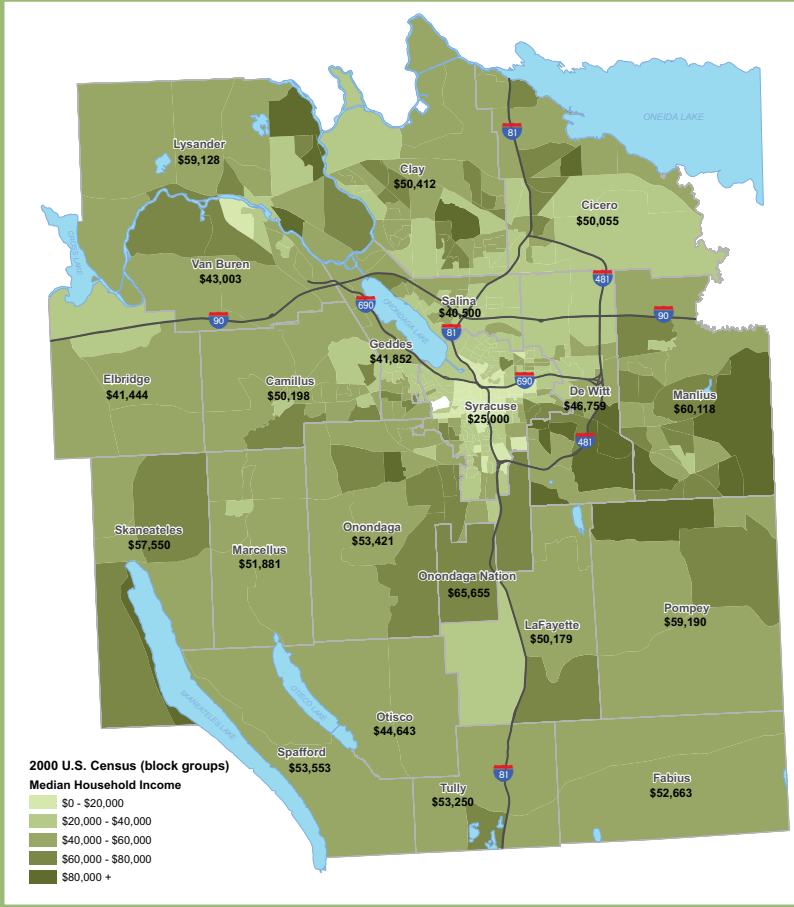 ONEIDA LAKE
81
Lysander
$59,128
Clay
$50,412
Cicero
$50,055
CROSS LAKE
Van Buren
$43,003
481
690
ONONDAGA LAKE
Salina
$40,500
90
90
81
Geddes
$41,852
Elbridge
$41,444
Camillus
$50,198
690
De Witt
$46,759
Manlius
$60,118
Syracuse
$25,000
481
Skaneateles
$57,550
Marcellus
$51,881
Onondaga
$53,421
Onondaga Nation
$65,655
Pompey
$59,190
LaFayette
$50,179
SKANEATELES LAKE
OTISCO LAKE
Otisco
$44,643
Spafford
$53,553
81
Tully
$53,250
Fabius
$52,663
2000 U.S. Census (block groups)
Median Household Income
$0 - $20,000
$20,000 - $40,000
$40,000 - $60,000
$60,000 - $80,000
$80,000 +